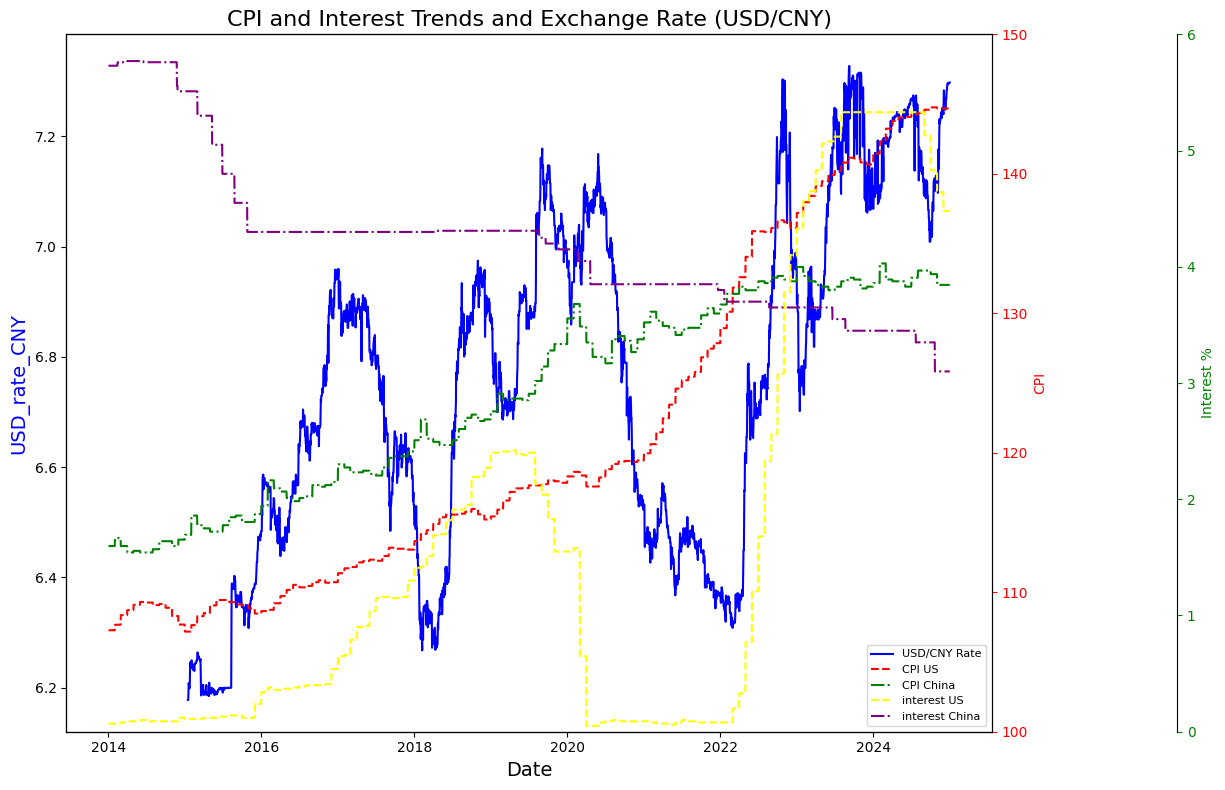 CPI and Interest Trends and Exchange Rate (USD/CNY)
USD_rate_CNY
7.2
7.0
6.8
6.6
6.4
6.2
2014
2016
2018
2020
2022
2024
Date
150
140
130
120
110
100
CPI
6
5
4
3
2
1
0
Interest %
USD/CNY Rate
CPI US
CPI China
interest US
interest China